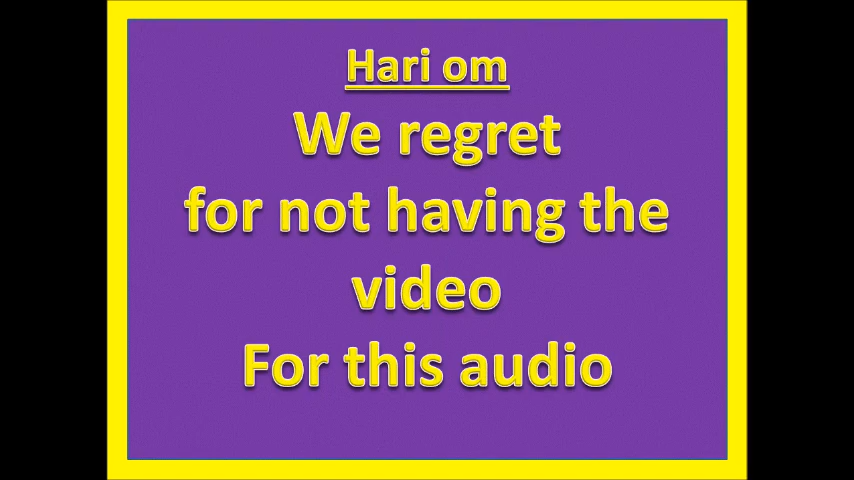 Hari om
We regret
for not having the
video
For this audio